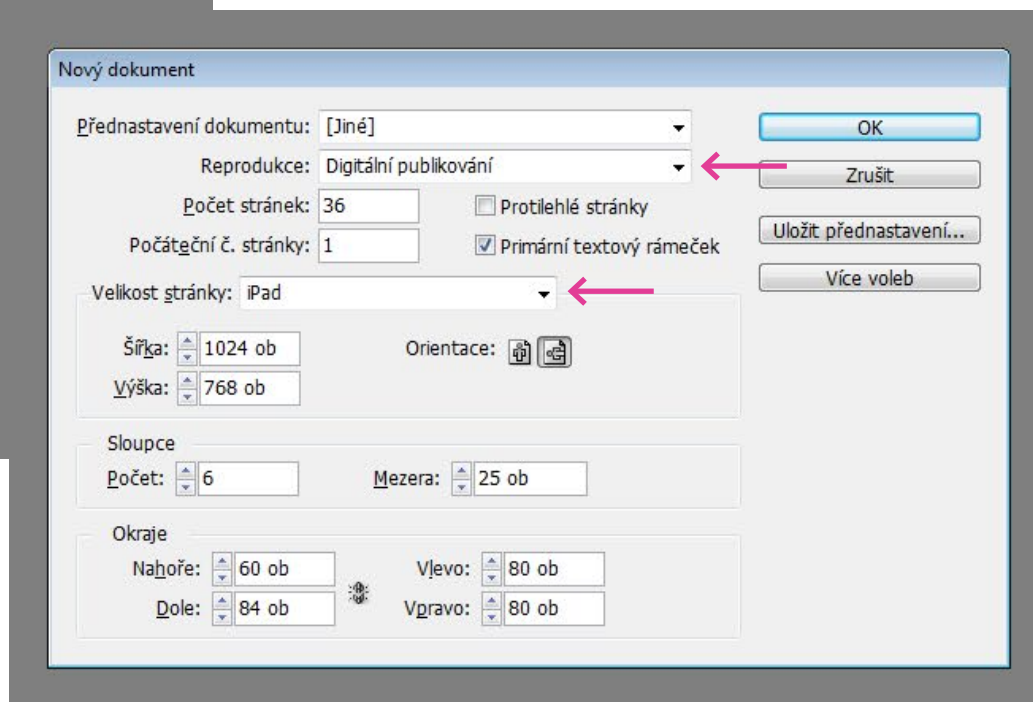 Nový dokument
Přednastavení dokumentu: [Jiné]
OK
Reprodukce: Digitální publikování
Zrušit
Počet stránek: 36
Protilehlé stránky
Uložit přednastavení...
Počáteční č. stránky: 1
Primární textový rámeček
Více voleb
Velikost stránky: iPad
Šířka: 1024 ob
Orientace:
Výška: 768 ob
Sloupce
Počet: 6
Mezera: 25 ob
Okraje
Nahoře: 60 ob
Vlevo: 80 ob
Dole: 84 ob
Vpravo: 80 ob